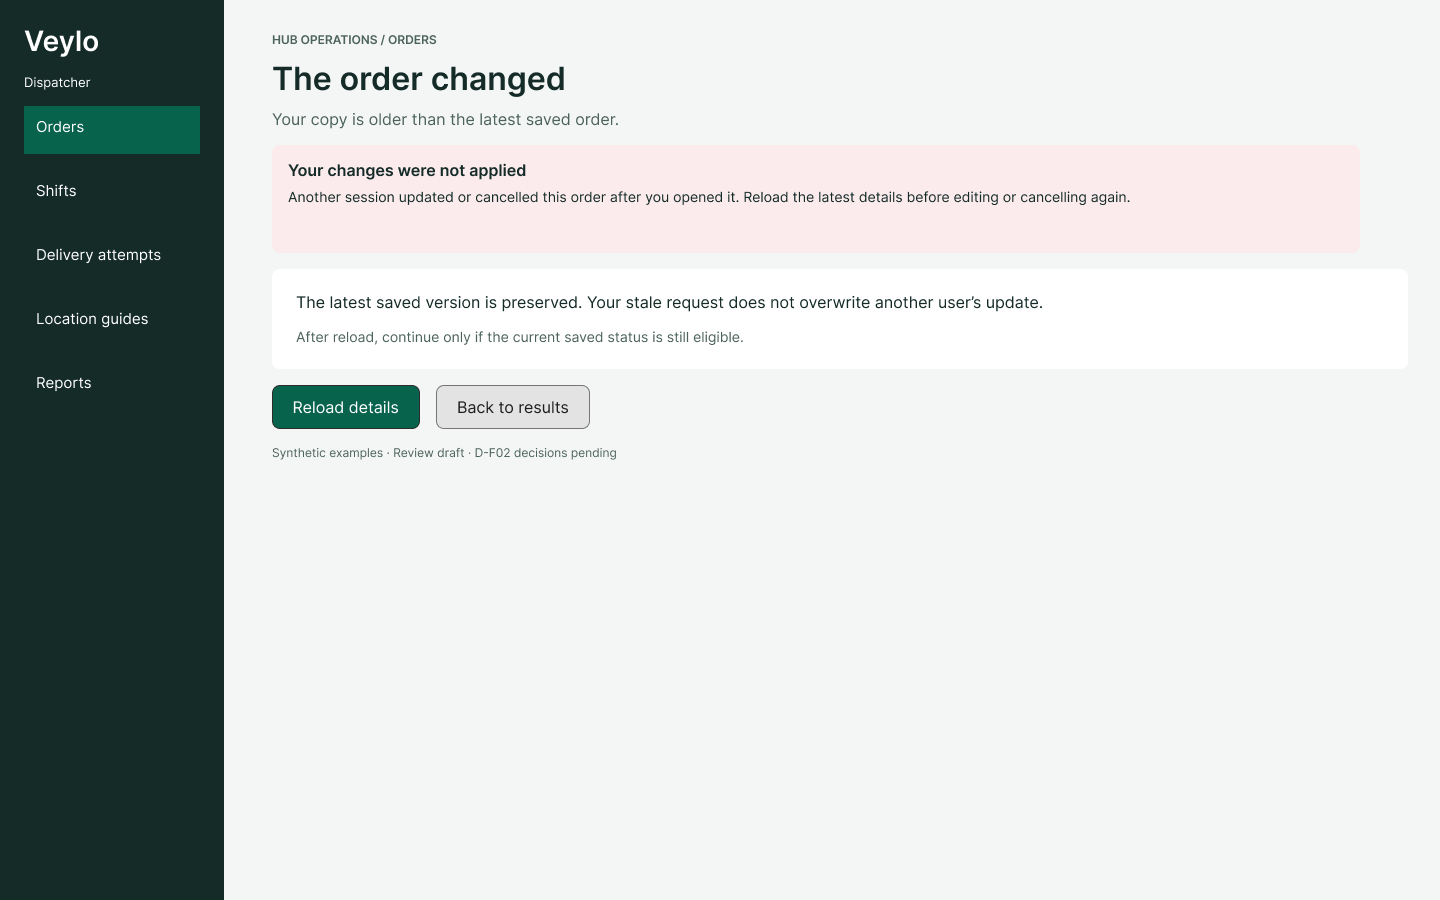 Veylo
Dispatcher
Orders
Shifts
Delivery attempts
Location guides
Reports
HUB OPERATIONS / ORDERS
The order changed
Your copy is older than the latest saved order.
Your changes were not applied
Another session updated or cancelled this order after you opened it. Reload the latest details before editing or cancelling again.
The latest saved version is preserved. Your stale request does not overwrite another user’s update.
After reload, continue only if the current saved status is still eligible.
Reload details
Back to results
Synthetic examples · Review draft · D-F02 decisions pending